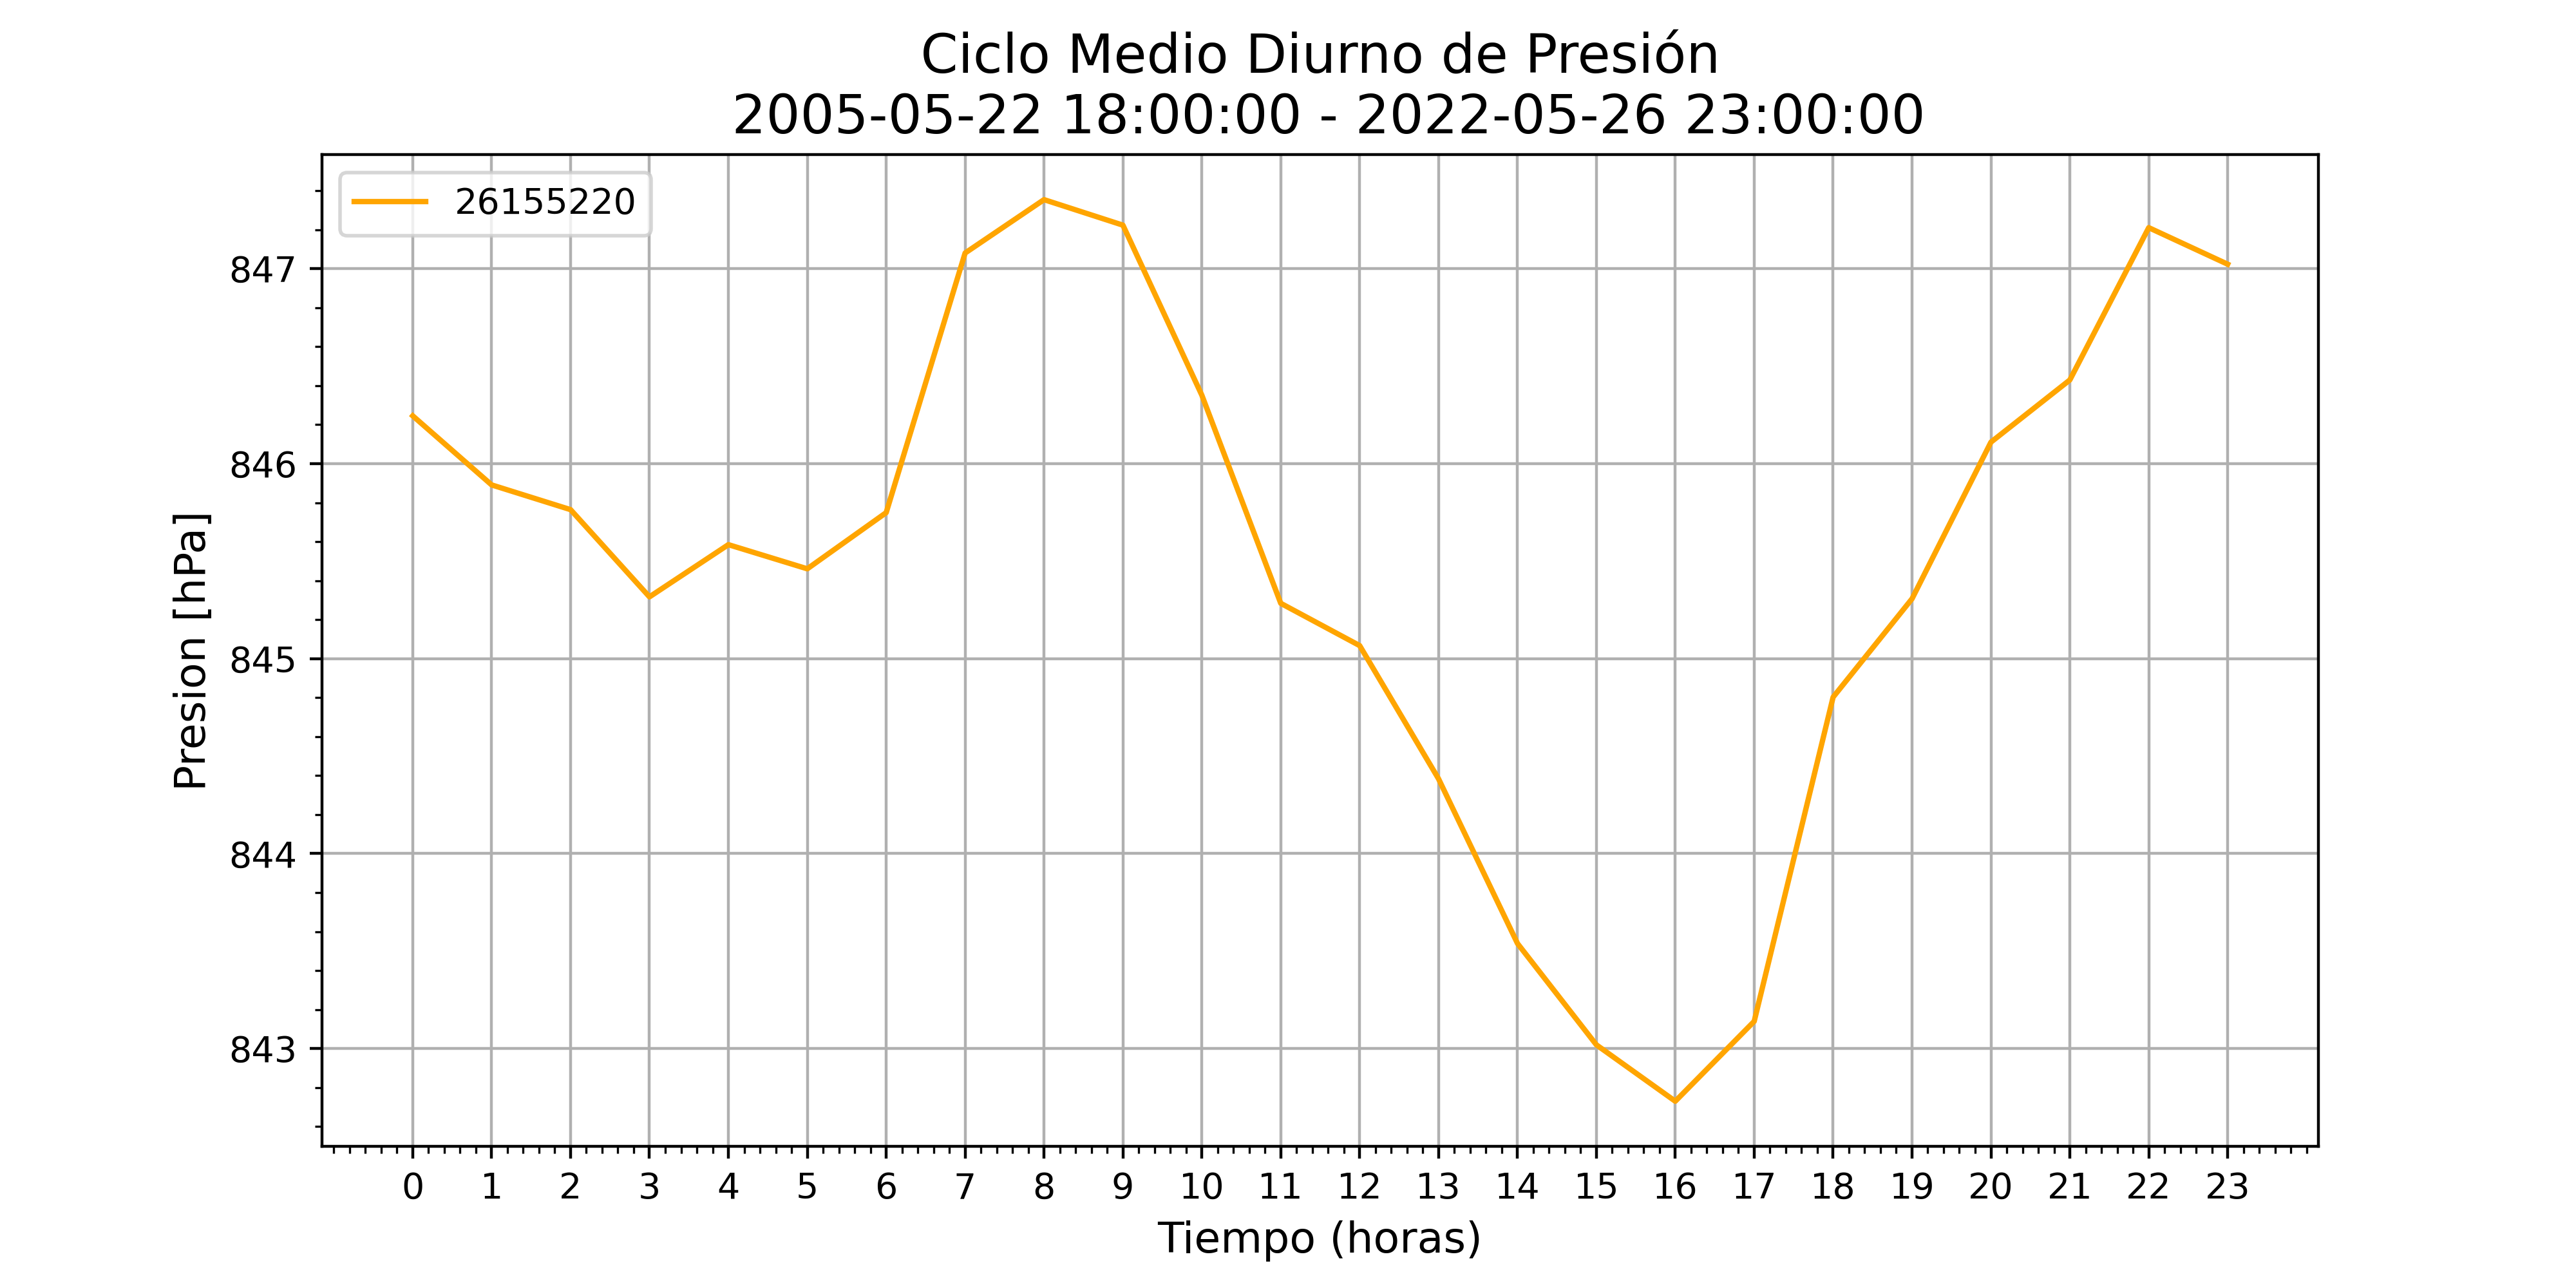 Ciclo Medio Diurno de Presión
2005-05-22 18:00:00 - 2022-05-26 23:00:00
26155220
847
846
845
844
843
Presion [hPa]
0 1 2 3 4 5 6 7 8 9 10 11 12 13 14 15 16 17 18 19 20 21 22 23
Tiempo (horas)